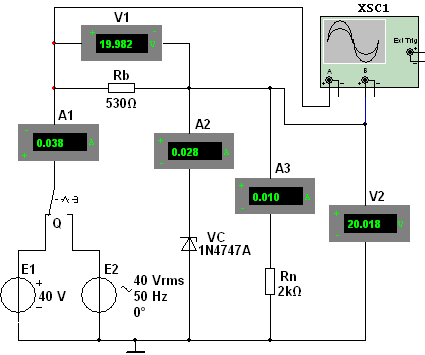 XSC1
V1
Ext Trig
+ 19.982 V
A B
Rb
530Ω
A1
A2
0.038 A
0.028 A
A3
0.010 A
V2
20.018 V
Q
VC
1N4747A
E1
40 V
E2
40 Vrms
50 Hz
0°
Rn
2kΩ